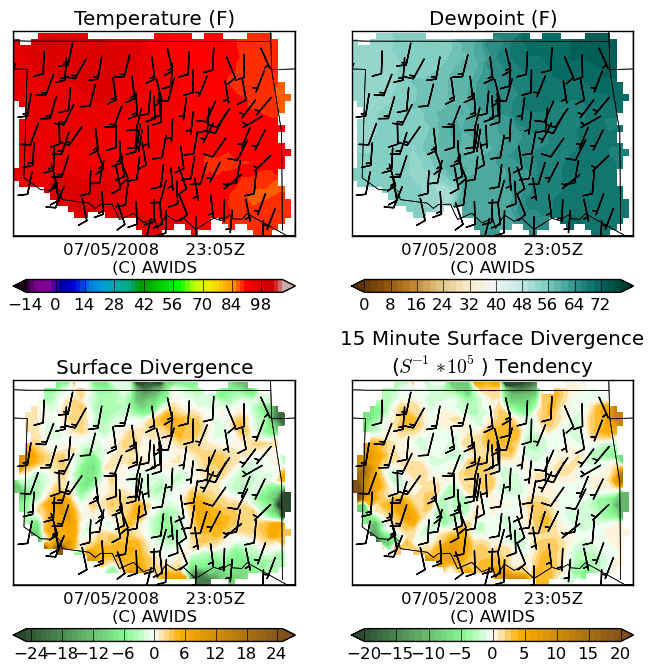 Temperature (F)
Dewpoint (F)
07/05/2008 23:05Z
(C) AWIDS
07/05/2008 23:05Z
(C) AWIDS
−14 0 14 28 42 56 70 84 98
0 8 16 24 32 40 48 56 64 72
Surface Divergence
15 Minute Surface Divergence
(S⁻¹ *10⁵ ) Tendency
07/05/2008 23:05Z
(C) AWIDS
07/05/2008 23:05Z
(C) AWIDS
−24 −18 −12 −6 0 6 12 18 24
−20 −15 −10 −5 0 5 10 15 20